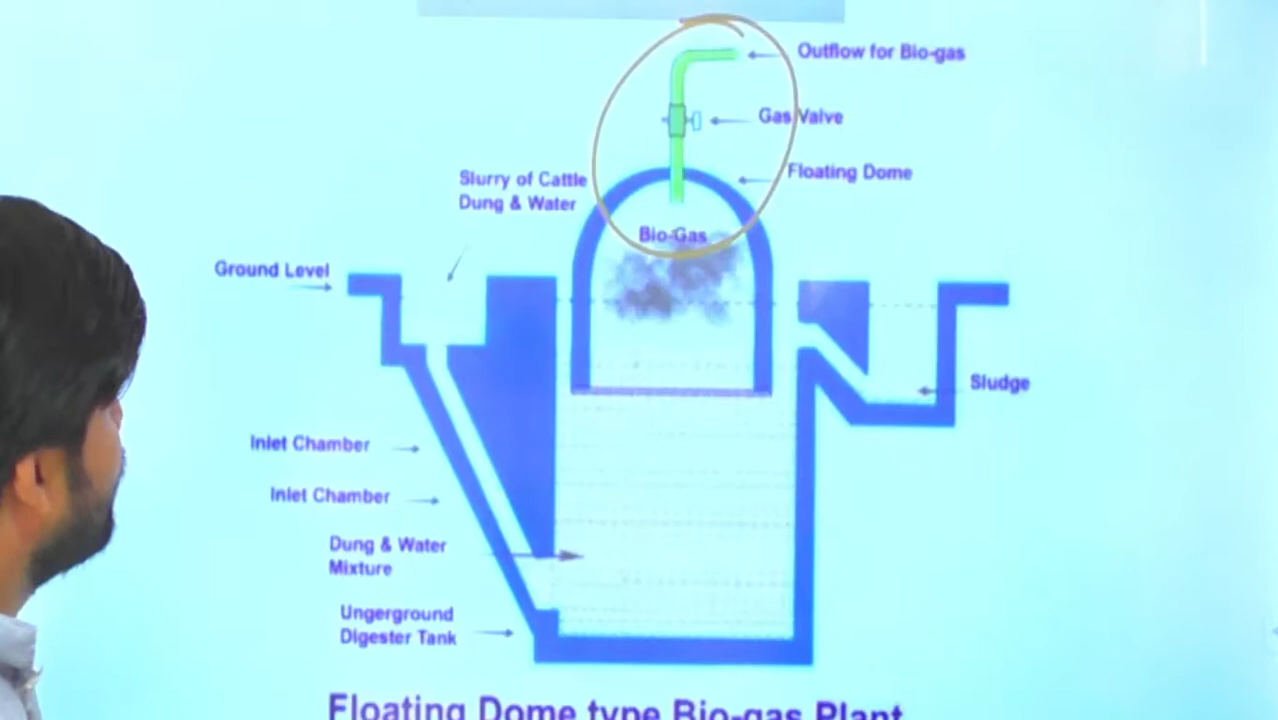 Outflow for Bio-gas
Gas Valve
Floating Dome
Slurry of Cattle
Dung & Water
Bio-Gas
Ground Level
Sludge
Inlet Chamber
Inlet Chamber
Dung & Water
Mixture
Ungerground
Digester Tank
Floating Dome type Bio-gas Plant